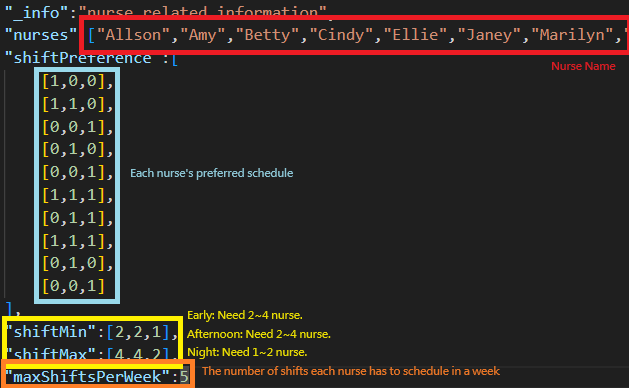 "_info":"nurse related information",
"nurses":["Allson","Amy","Betty","Cindy","Ellie","Janey","Marilyn","
Nurse Name
"shiftPreference":[
[1,0,0],
[1,1,0],
[0,0,1],
[0,1,0],
[0,0,1],
Each nurse's preferred schedule
[1,1,1],
[0,1,1],
[1,1,1],
[0,1,0],
[0,0,1]
],
Early: Need 2~4 nurse.
"shiftMin":[2,2,1],
Afternoon: Need 2~4 nurse.
"shiftMax":[4,4,2],
Night: Need 1~2 nurse.
"maxShiftsPerWeek":5
The number of shifts each nurse has to schedule in a week